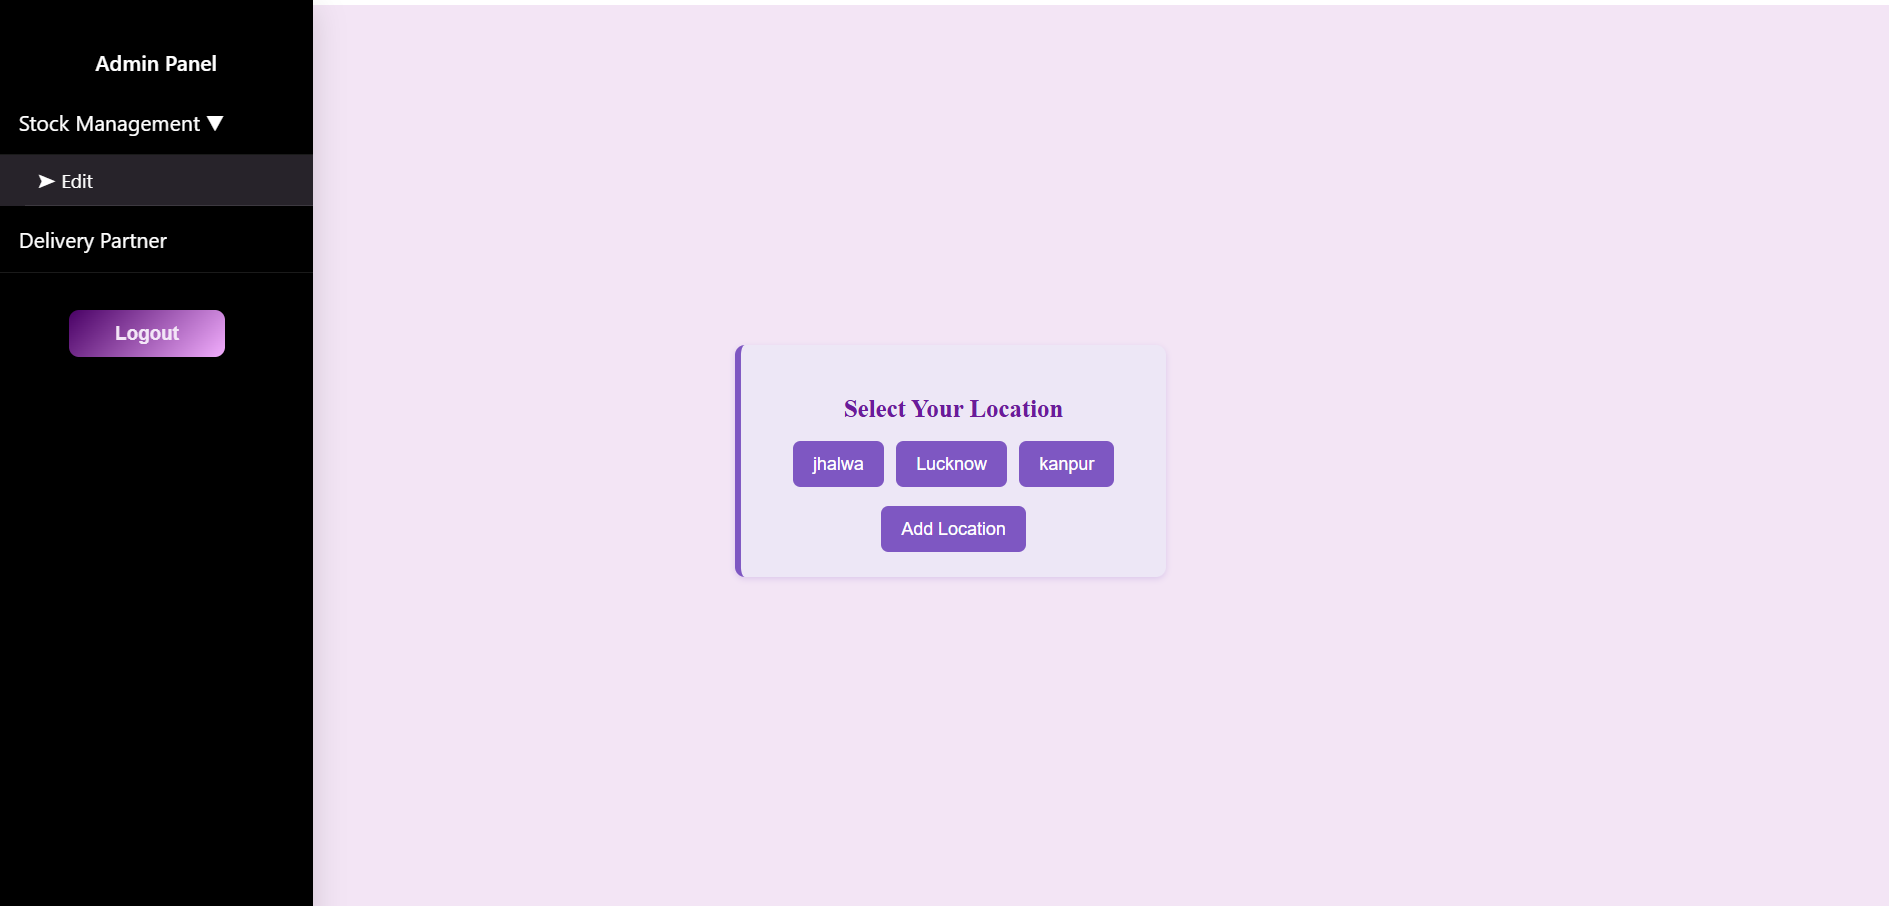 Admin Panel
Stock Management ▼
➤ Edit
Delivery Partner
Logout
Select Your Location
jhalwa
Lucknow
kanpur
Add Location